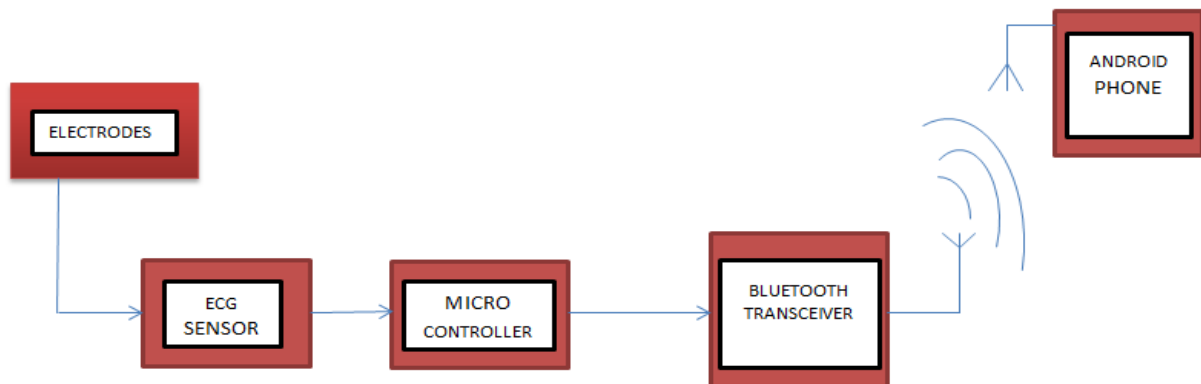 ELECTRODES
ECG
SENSOR
MICRO
CONTROLLER
BLUETOOTH
TRANSCEIVER
ANDROID
PHONE